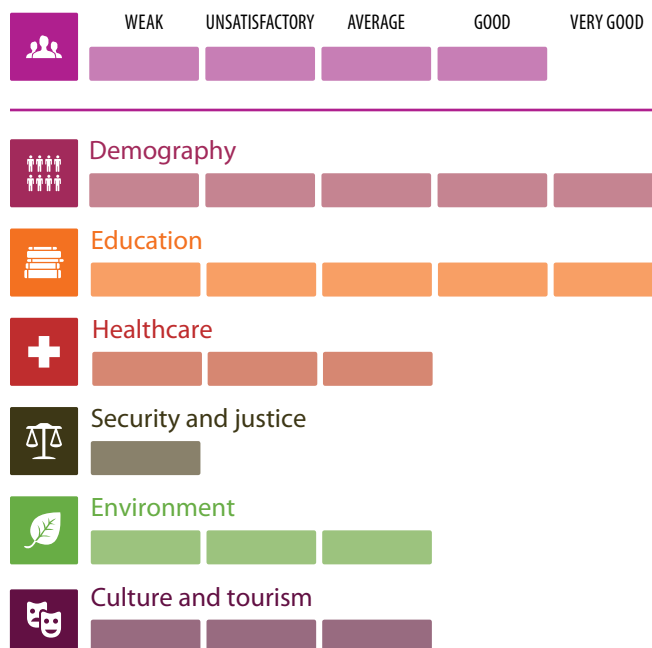 WEAK UNSATISFACTORY AVERAGE GOOD VERY GOOD
Demography
Education
Healthcare
Security and justice
Environment
Culture and tourism